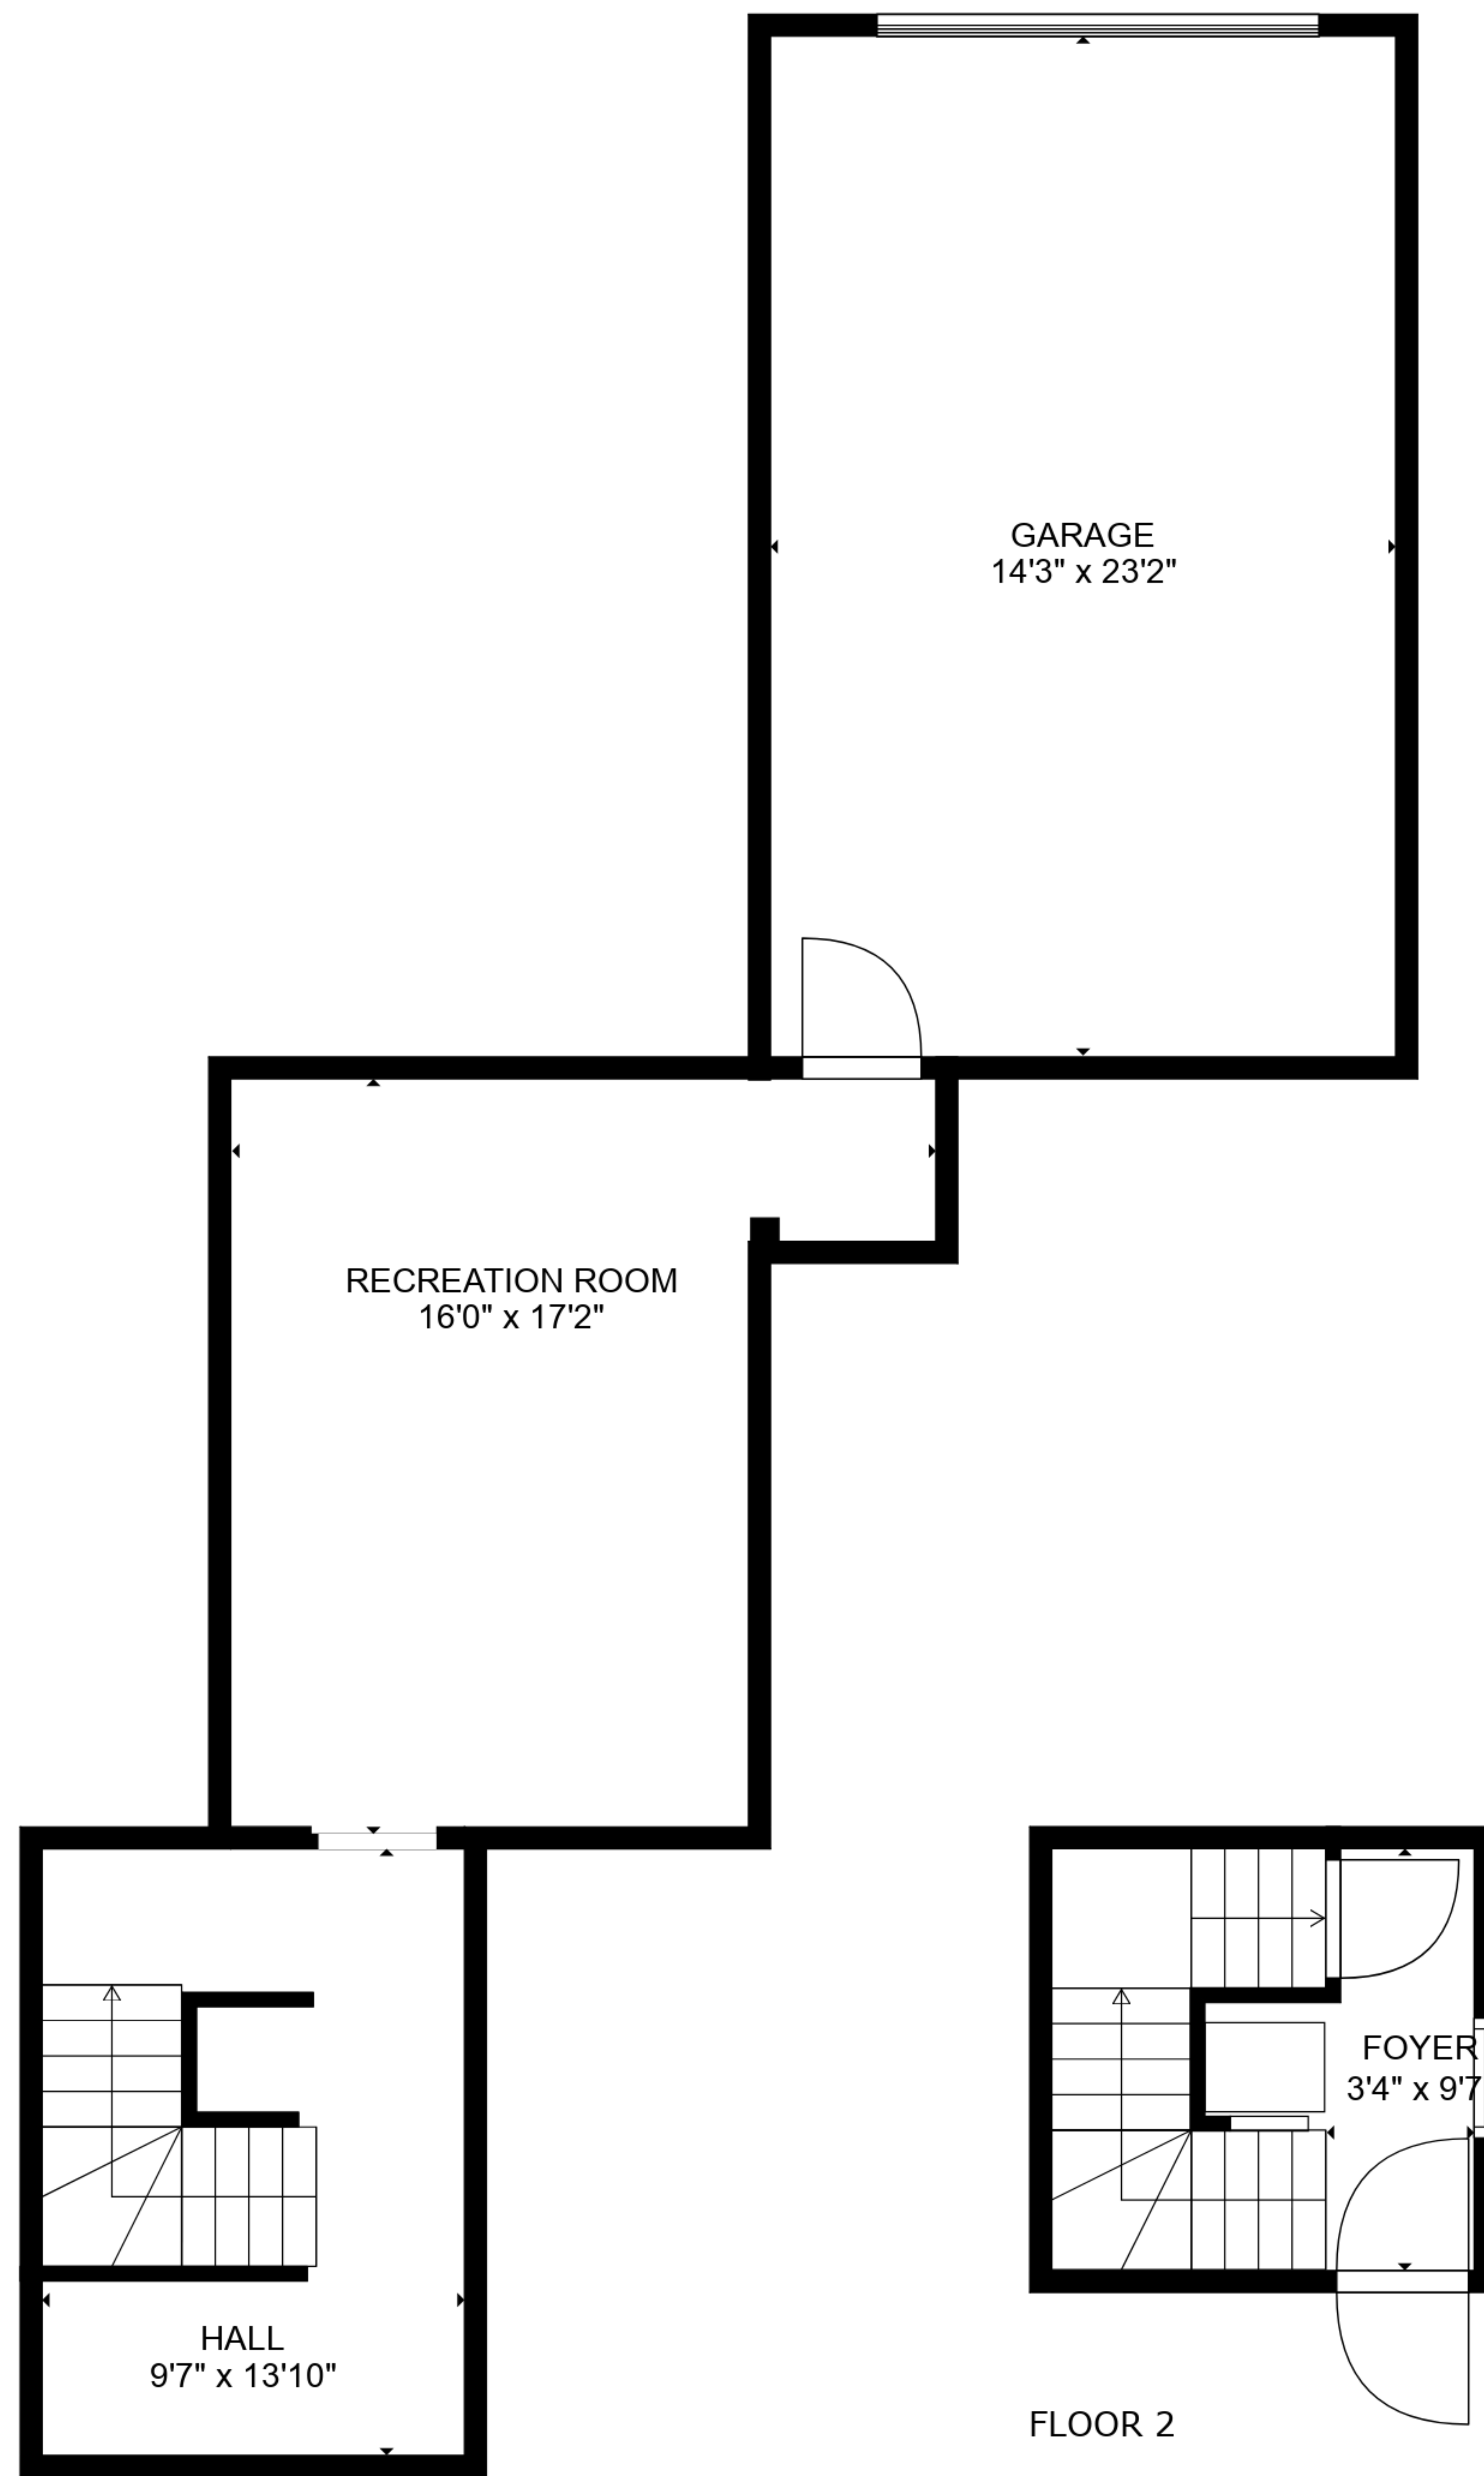 GARAGE
14'3" x 23'2"
RECREATION ROOM
16'0" x 17'2"
FOYER
3'4" x 9'7
HALL
9'7" x 13'10"
FLOOR 2